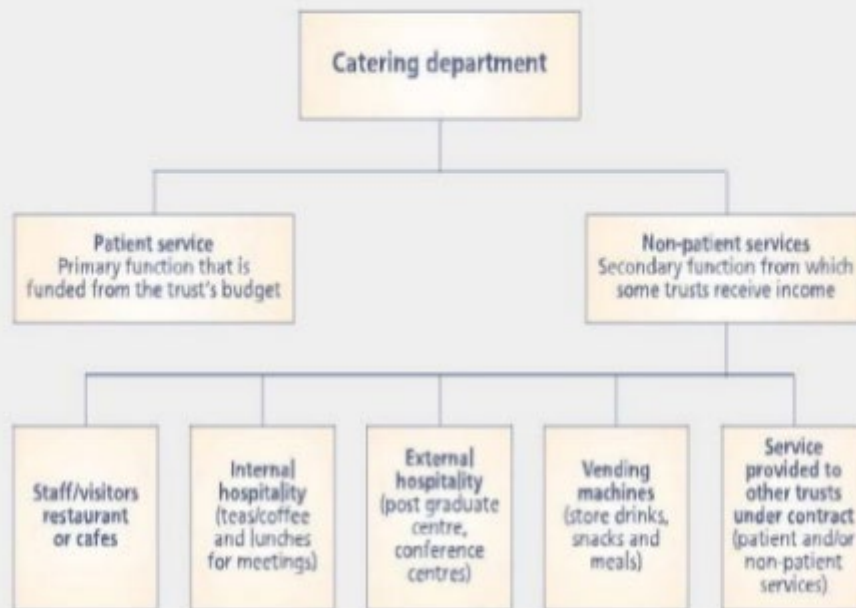 Catering department
Patient service
Primary function that is
funded from the trust's budget
Non-patient services
Secondary function from which
some trusts receive income
Staff/visitors
restaurant
or cafes
Internal
hospitality
(teas/coffee
and lunches
for meetings)
External
hospitality
(post graduate
centre,
conference
centres)
Vending
machines
(store drinks,
snacks and
meals)
Service
provided to
other trusts
under contract
(patient and/or
non-patient
services)